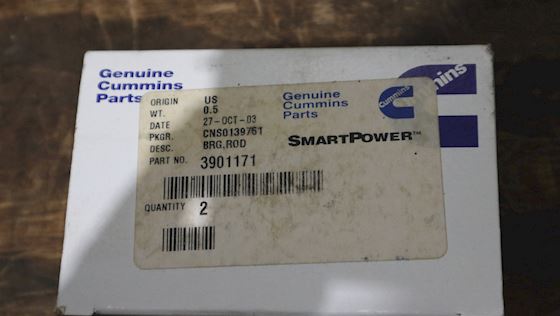 Genuine
Cummins
Parts
Cummins
ORIGIN US
WT. 0.5
DATE 27-OCT-03
PKGR. CNS0139761
DESC. BRG,ROD
PART NO. 3901171
QUANTITY 2
Genuine
Cummins
Parts
Cummins
SMARTPOWER™